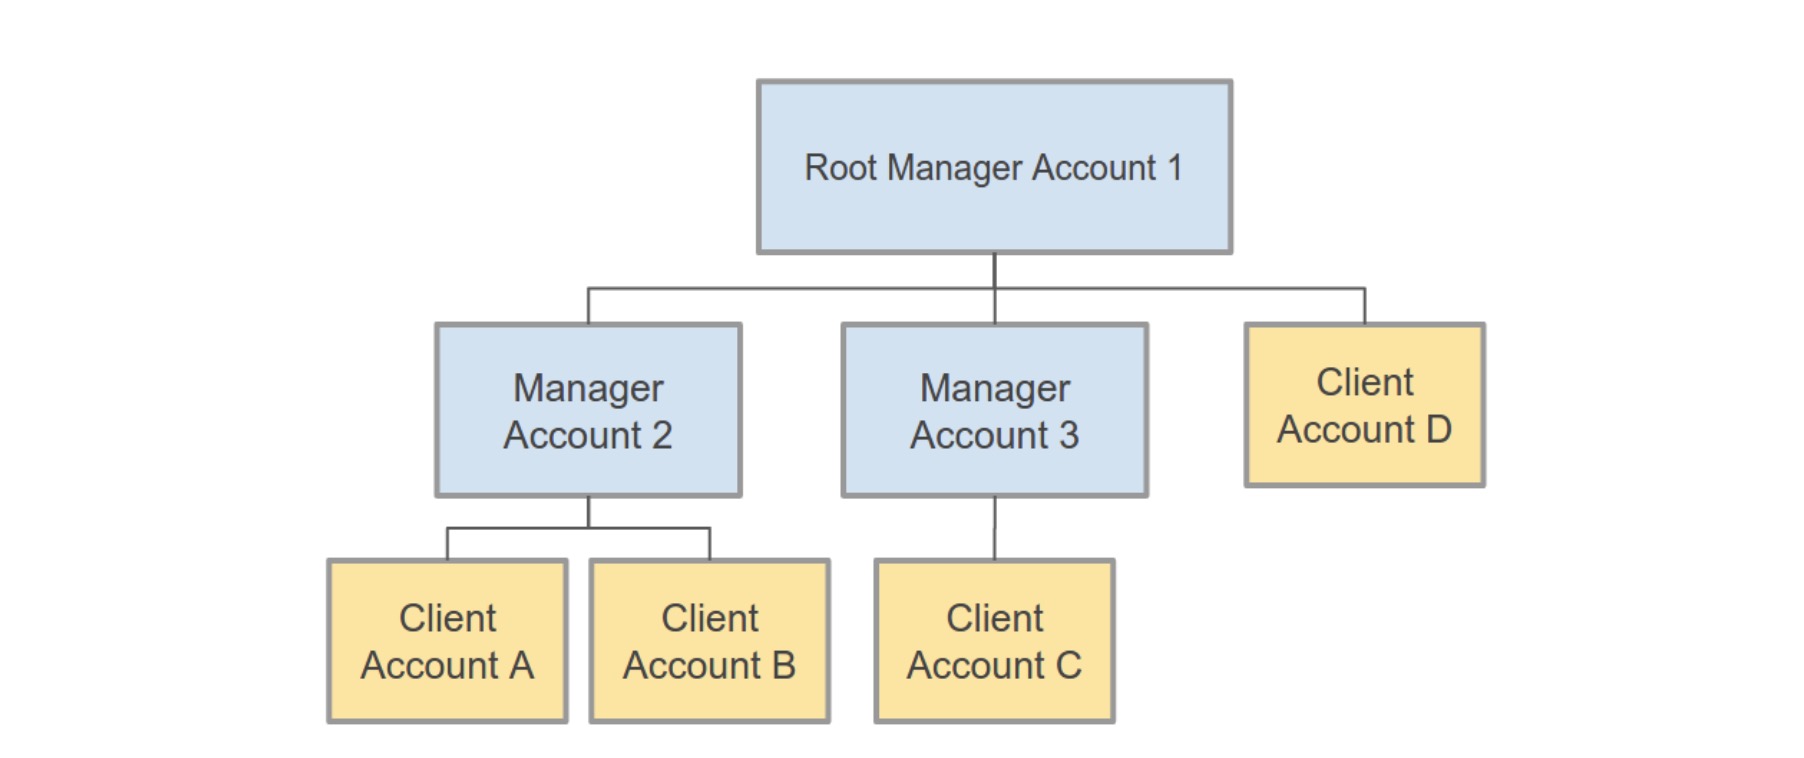 Root Manager Account 1
Manager
Account 2
Manager
Account 3
Client
Account D
Client
Account A
Client
Account B
Client
Account C